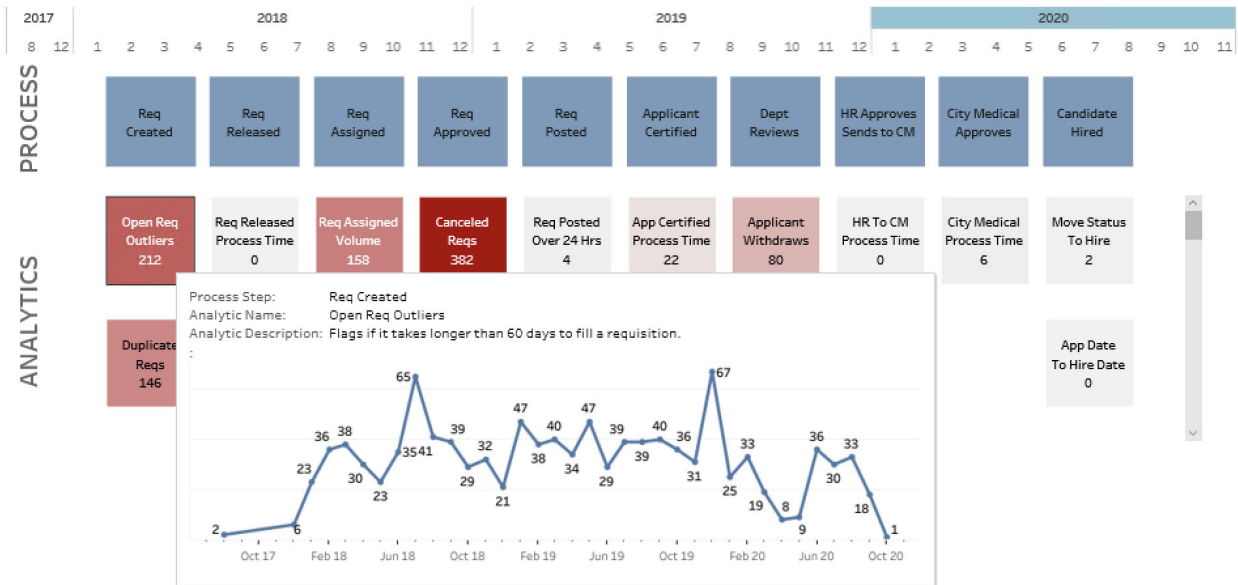 2017 2018 2019 2020
8 12 1 2 3 4 5 6 7 8 9 10 11 12 1 2 3 4 5 6 7 8 9 10 11 12 1 2 3 4 5 6 7 8 9 10 11
PROCESS
Req Created
Req Released
Req Assigned
Req Approved
Req Posted
Applicant Certified
Dept Reviews
HR Approves Sends to CM
City Medical Approves
Candidate Hired
ANALYTICS
Open Req Outliers 212
Req Released Process Time 0
Req Assigned Volume 158
Canceled Reqs 382
Req Posted Over 24 Hrs 4
App Certified Process Time 22
Applicant Withdraws 80
HR To CM Process Time 0
City Medical Process Time 6
Move Status To Hire 2
Duplicate Reqs 146
App Date To Hire Date 0
Process Step: Req Created
Analytic Name: Open Req Outliers
Analytic Description: Flags if it takes longer than 60 days to fill a requisition.
:
2 6 23 36 38 30 23 35 65 41 39 29 32 21 47 38 40 34 47 29 39 39 40 36 31 67 25 33 19 8 9 36 30 33 18 1
Oct 17 Feb 18 Jun 18 Oct 18 Feb 19 Jun 19 Oct 19 Feb 20 Jun 20 Oct 20